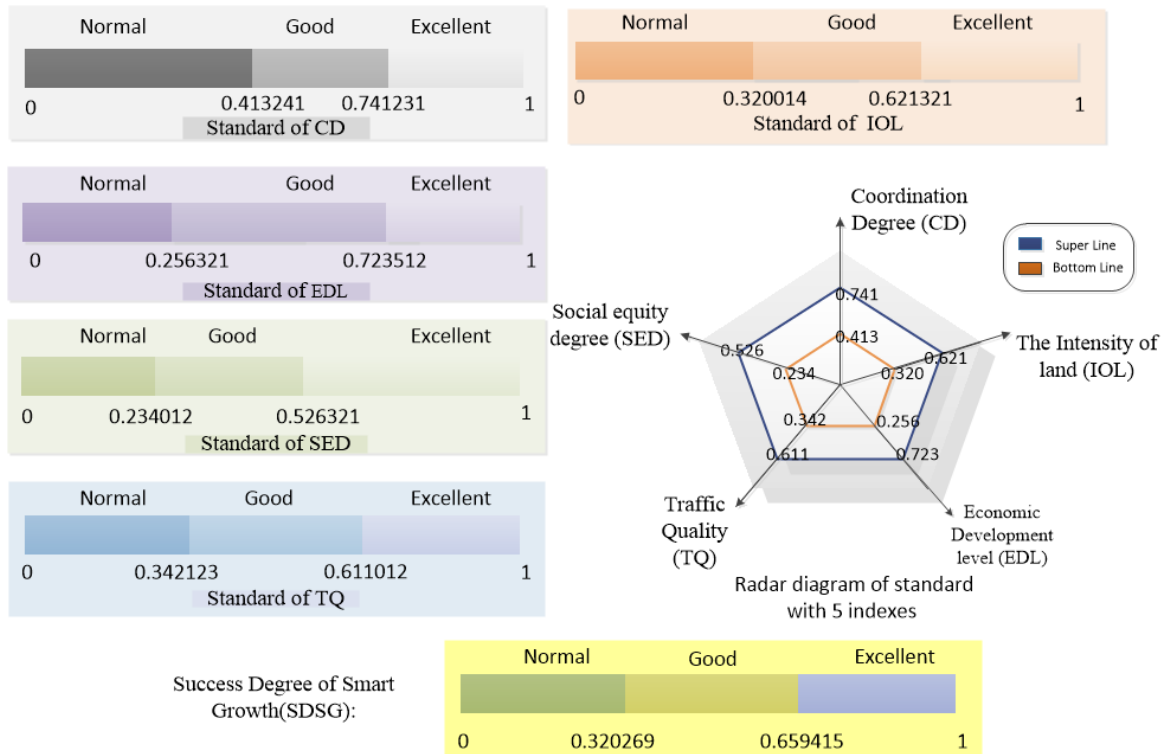 Normal Good Excellent
0 0.413241 0.741231 1
Standard of CD
Normal Good Excellent
0 0.320014 0.621321 1
Standard of IOL
Normal Good Excellent
0 0.256321 0.723512 1
Standard of EDL
Normal Good Excellent
0 0.234012 0.526321 1
Standard of SED
Normal Good Excellent
0 0.342123 0.611012 1
Standard of TQ
Coordination
Degree (CD)
Super Line
Bottom Line
Social equity
degree (SED)
The Intensity of
land (IOL)
0.741
0.413
0.526
0.621
0.234
0.320
0.342
0.256
0.611
0.723
Traffic
Quality
(TQ)
Economic
Development
level (EDL)
Radar diagram of standard
with 5 indexes
Success Degree of Smart
Growth(SDSG):
Normal Good Excellent
0 0.320269 0.659415 1